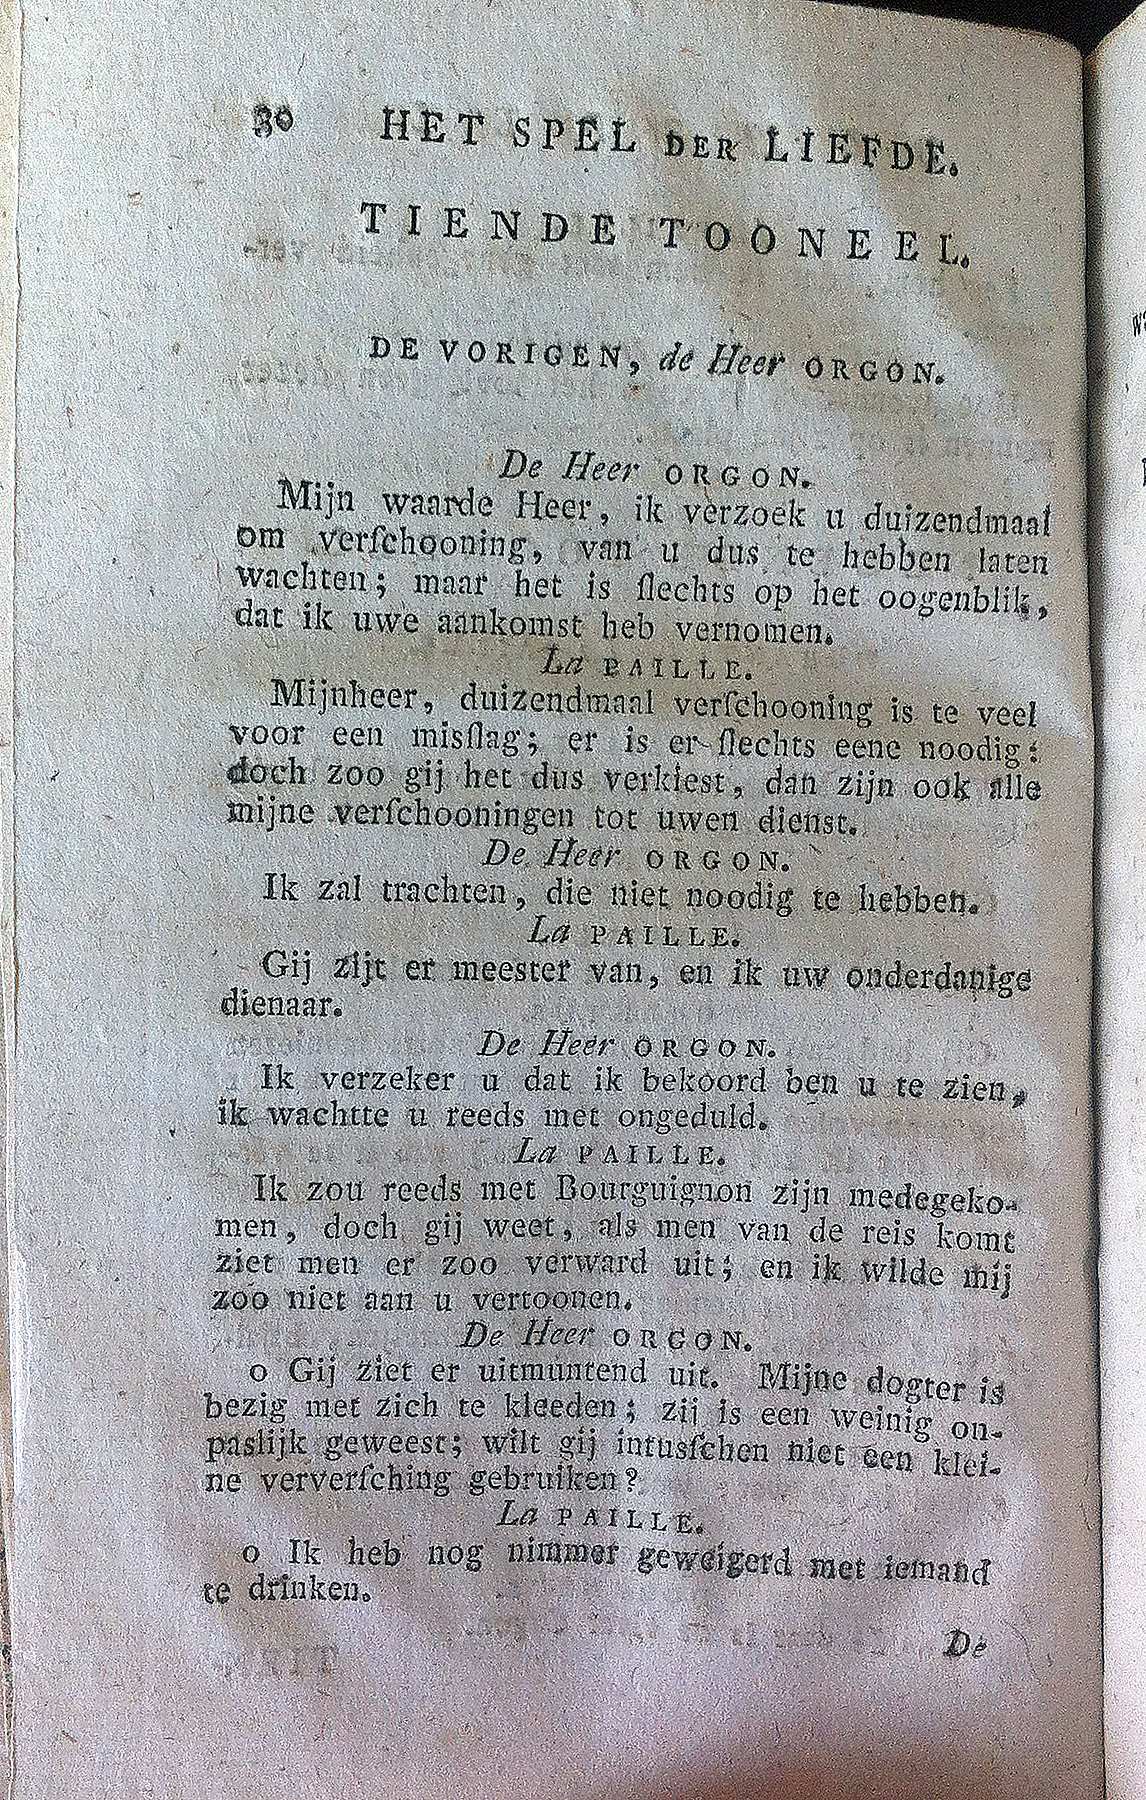 30 HET SPEL DER LIEFDE.
TIENDE TOONEEL.
DE VORIGEN, de Heer ORGON.
De Heer ORGON.
Mijn waarde Heer, ik verzoek u duizendmaal
om verſchooning, van u dus te hebben laten
wachten; maar het is ſlechts op het oogenblik,
dat ik uwe aankomst heb vernomen.
La PAILLE.
Mijnheer, duizendmaal verſchooning is te veel
voor een misſlag; er is er ſlechts eene noodig:
doch zoo gij het dus verkiest, dan zijn ook alle
mijne verſchooningen tot uwen dienst.
De Heer ORGON.
Ik zal trachten, die niet noodig te hebben.
La PAILLE.
Gij zijt er meester van, en ik uw onderdanige
dienaar.
De Heer ORGON.
Ik verzeker u dat ik bekoord ben u te zien,
ik wachtte u reeds met ongeduld.
La PAILLE.
Ik zou reeds met Bourguignon zijn medegeko-
men, doch gij weet, als men van de reis komt
ziet men er zoo verward uit; en ik wilde mij
zoo niet aan u vertoonen.
De Heer ORGON.
o Gij ziet er uitmuntend uit. Mijne dogter is
bezig met zich te kleeden; zij is een weinig on-
paslijk geweest; wilt gij intusſchen niet een klei-
ne ververſching gebruiken?
La PAILLE.
o Ik heb nog nimmer geweigerd met iemand
te drinken.
De